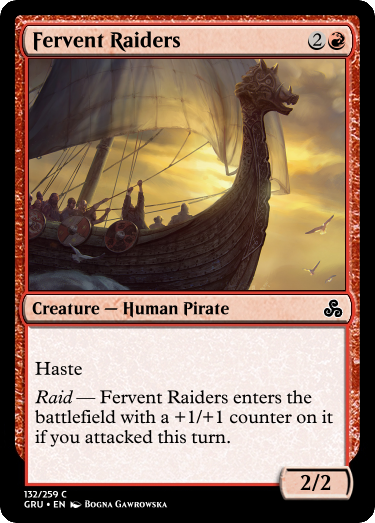 Fervent Raiders 2
Creature — Human Pirate
Haste
Raid — Fervent Raiders enters the
battlefield with a +1/+1 counter on it
if you attacked this turn.
2/2
132/259 C
GRU • EN Bogna Gawrowska